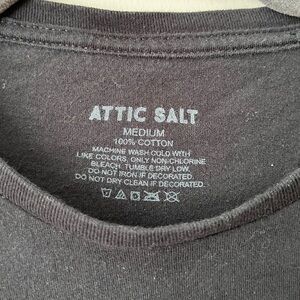 ATTIC SALT
MEDIUM
100% COTTON
MACHINE WASH COLD WITH
LIKE COLORS, ONLY NON-CHLORINE
BLEACH. TUMBLE DRY LOW.
DO NOT IRON IF DECORATED.
DO NOT DRY CLEAN IF DECORATED.